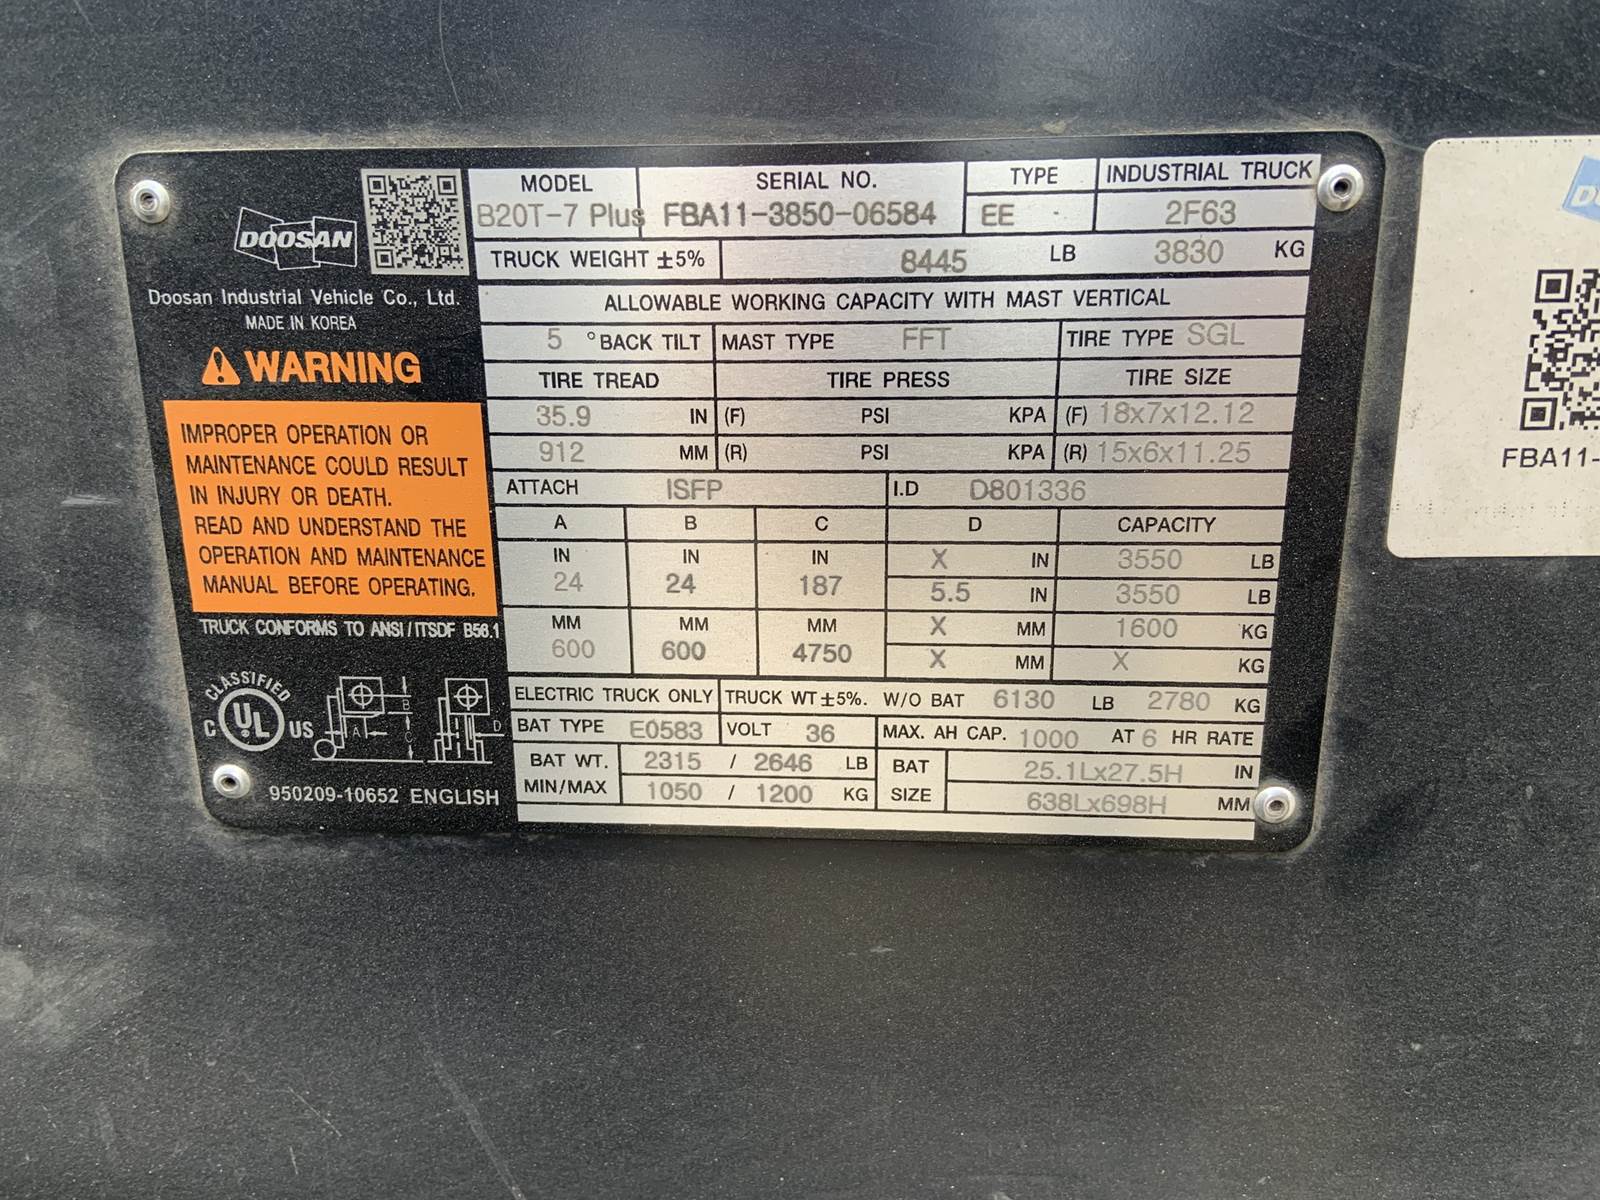 DOOSAN
Doosan Industrial Vehicle Co., Ltd.
MADE IN KOREA
WARNING
IMPROPER OPERATION OR
MAINTENANCE COULD RESULT
IN INJURY OR DEATH.
READ AND UNDERSTAND THE
OPERATION AND MAINTENANCE
MANUAL BEFORE OPERATING.
TRUCK CONFORMS TO ANSI/ITSDF B56.1
CLASSIFIED
C UL US
A B C D
950209-10652 ENGLISH
MODEL SERIAL NO. TYPE INDUSTRIAL TRUCK
B20T-7 Plus FBA11-3850-06584 EE 2F63
TRUCK WEIGHT ±5% 8445 LB 3830 KG
ALLOWABLE WORKING CAPACITY WITH MAST VERTICAL
5 °BACK TILT MAST TYPE FFT TIRE TYPE SGL
TIRE TREAD TIRE PRESS TIRE SIZE
35.9 IN (F) PSI KPA (F) 18x7x12.12
912 MM (R) PSI KPA (R) 15x6x11.25
ATTACH ISFP I.D D801336
A B C D CAPACITY
IN IN IN X IN 3550 LB
24 24 187 5.5 IN 3550 LB
MM MM MM X MM 1600 KG
600 600 4750 X MM X KG
ELECTRIC TRUCK ONLY TRUCK WT ±5%. W/O BAT 6130 LB 2780 KG
BAT TYPE E0583 VOLT 36 MAX. AH CAP. 1000 AT 6 HR RATE
BAT WT. 2315 / 2646 LB BAT 25.1Lx27.5H IN
MIN/MAX 1050 / 1200 KG SIZE 638Lx698H MM
FBA11-